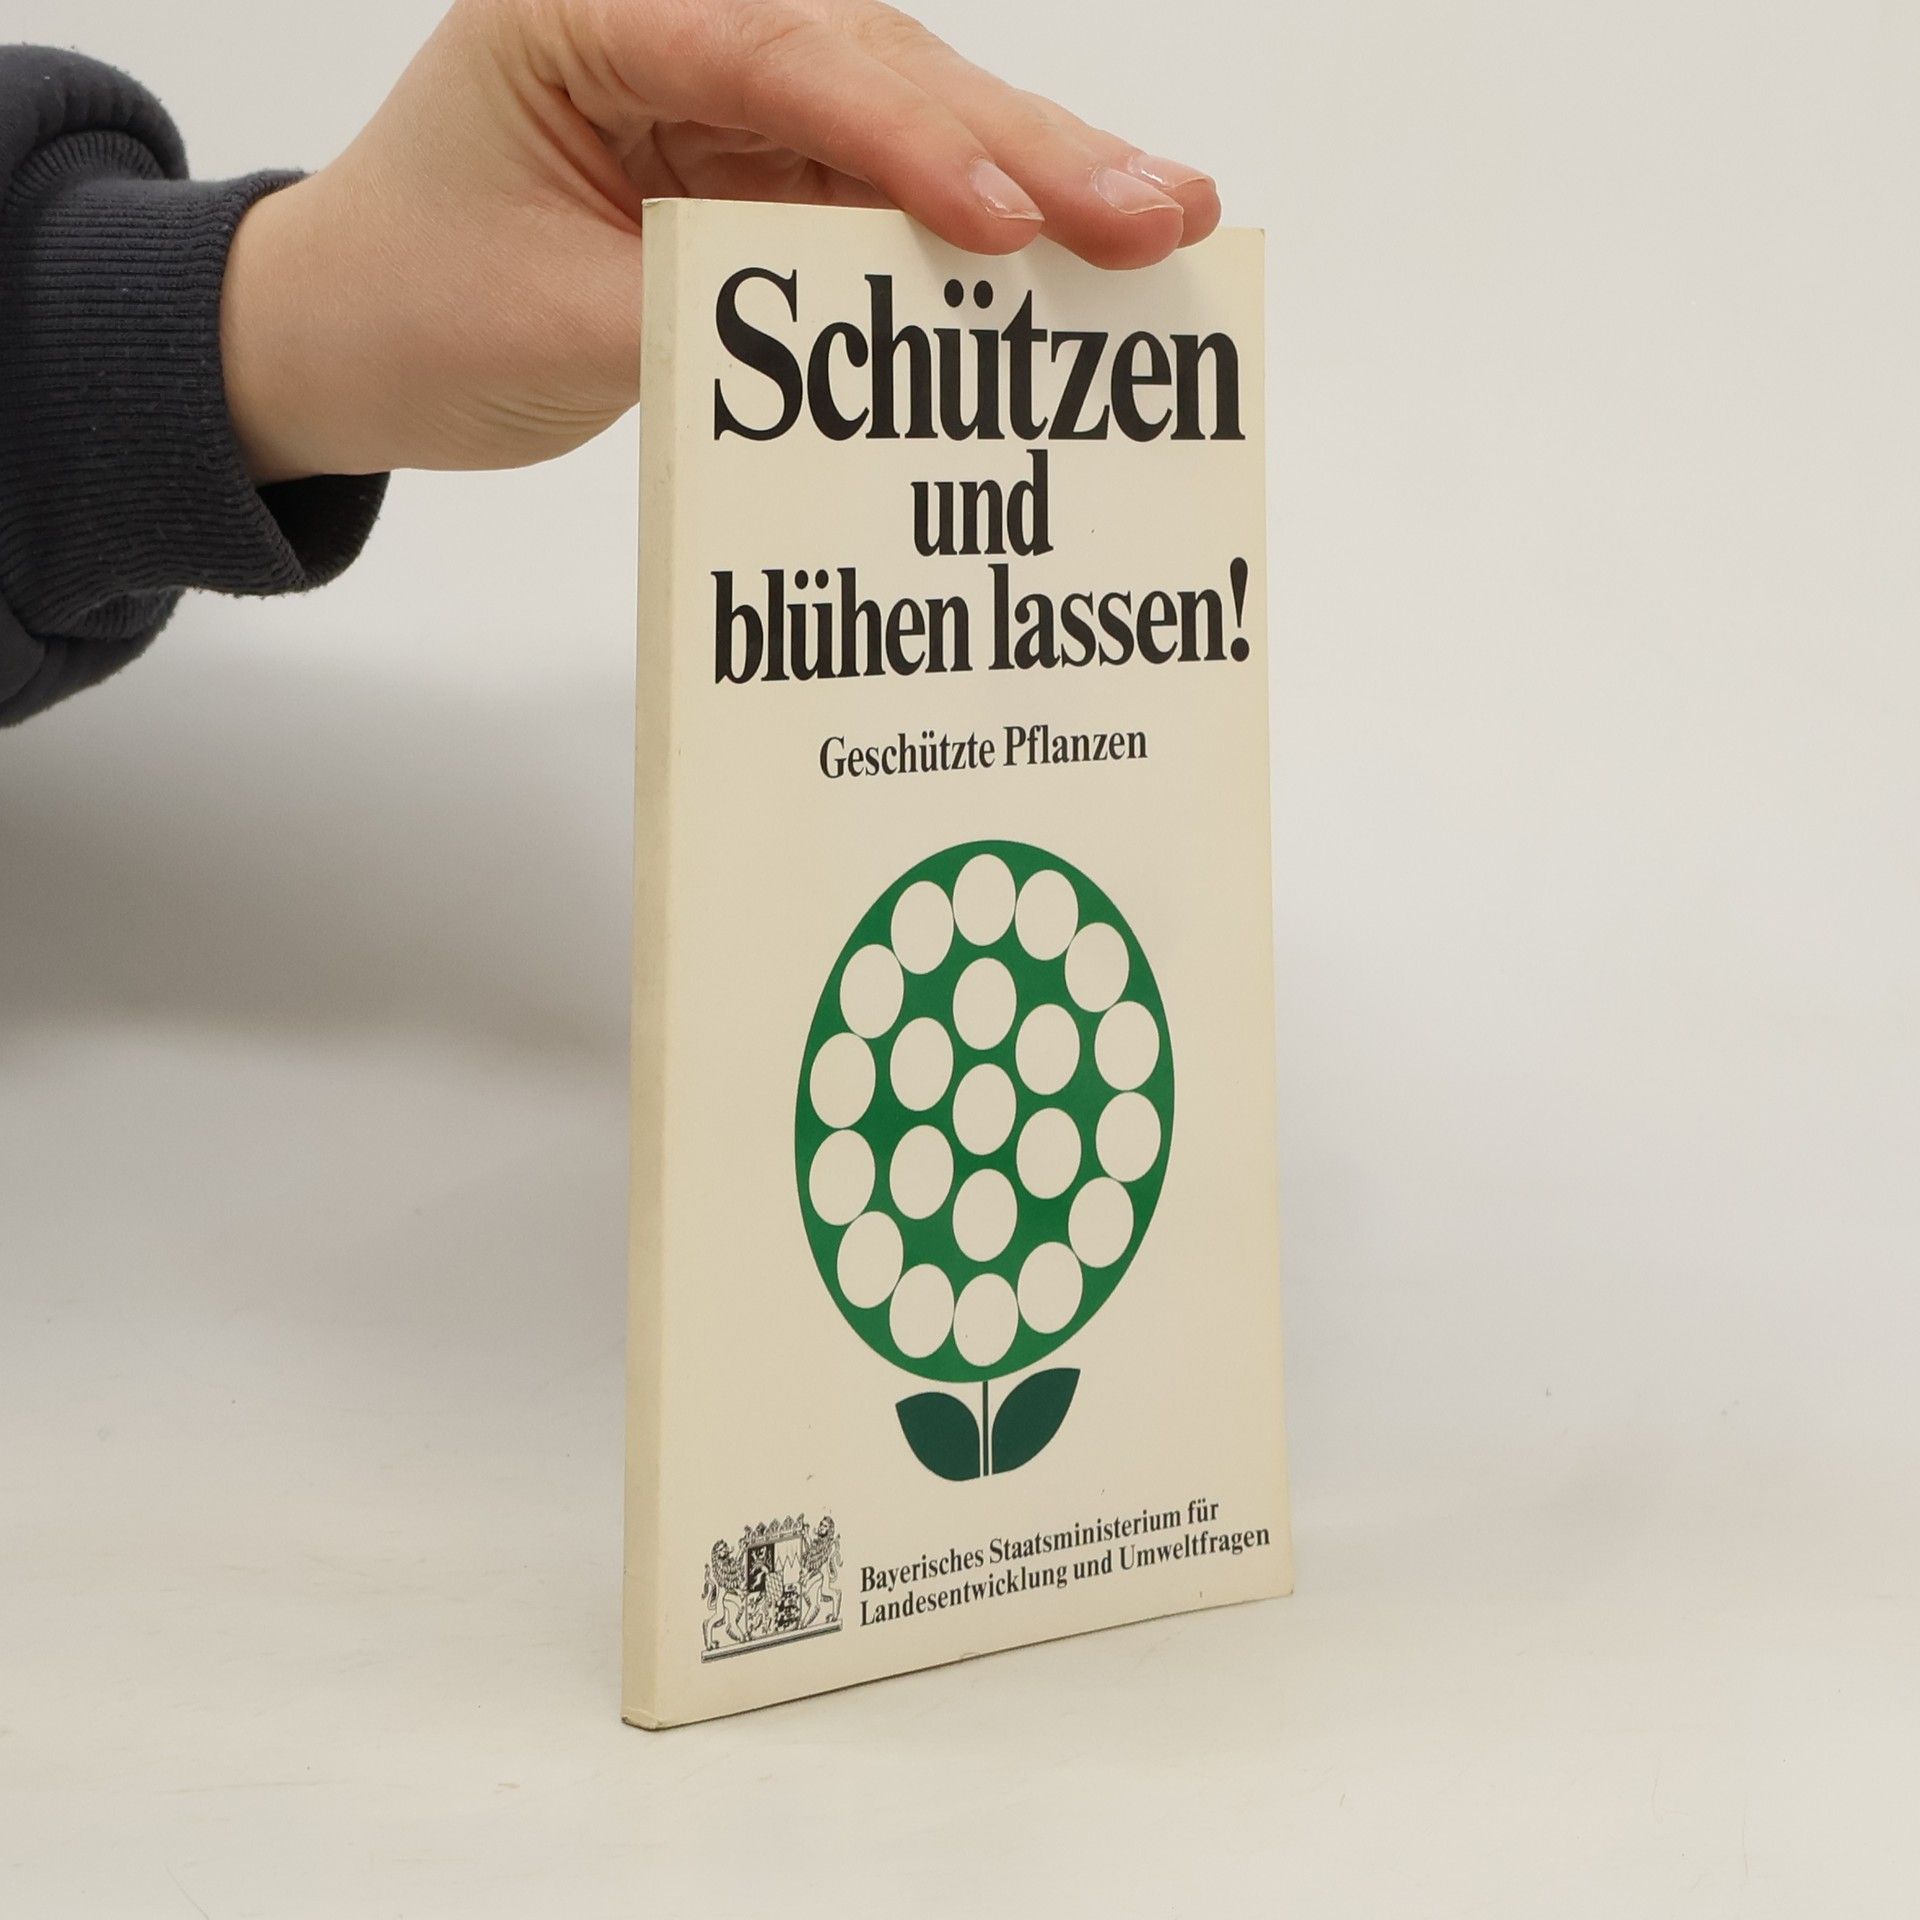 Schützen
und
blühen lassen!
Geschützte Pflanzen
Bayerisches Staatsministerium für
Landesentwicklung und Umweltfragen